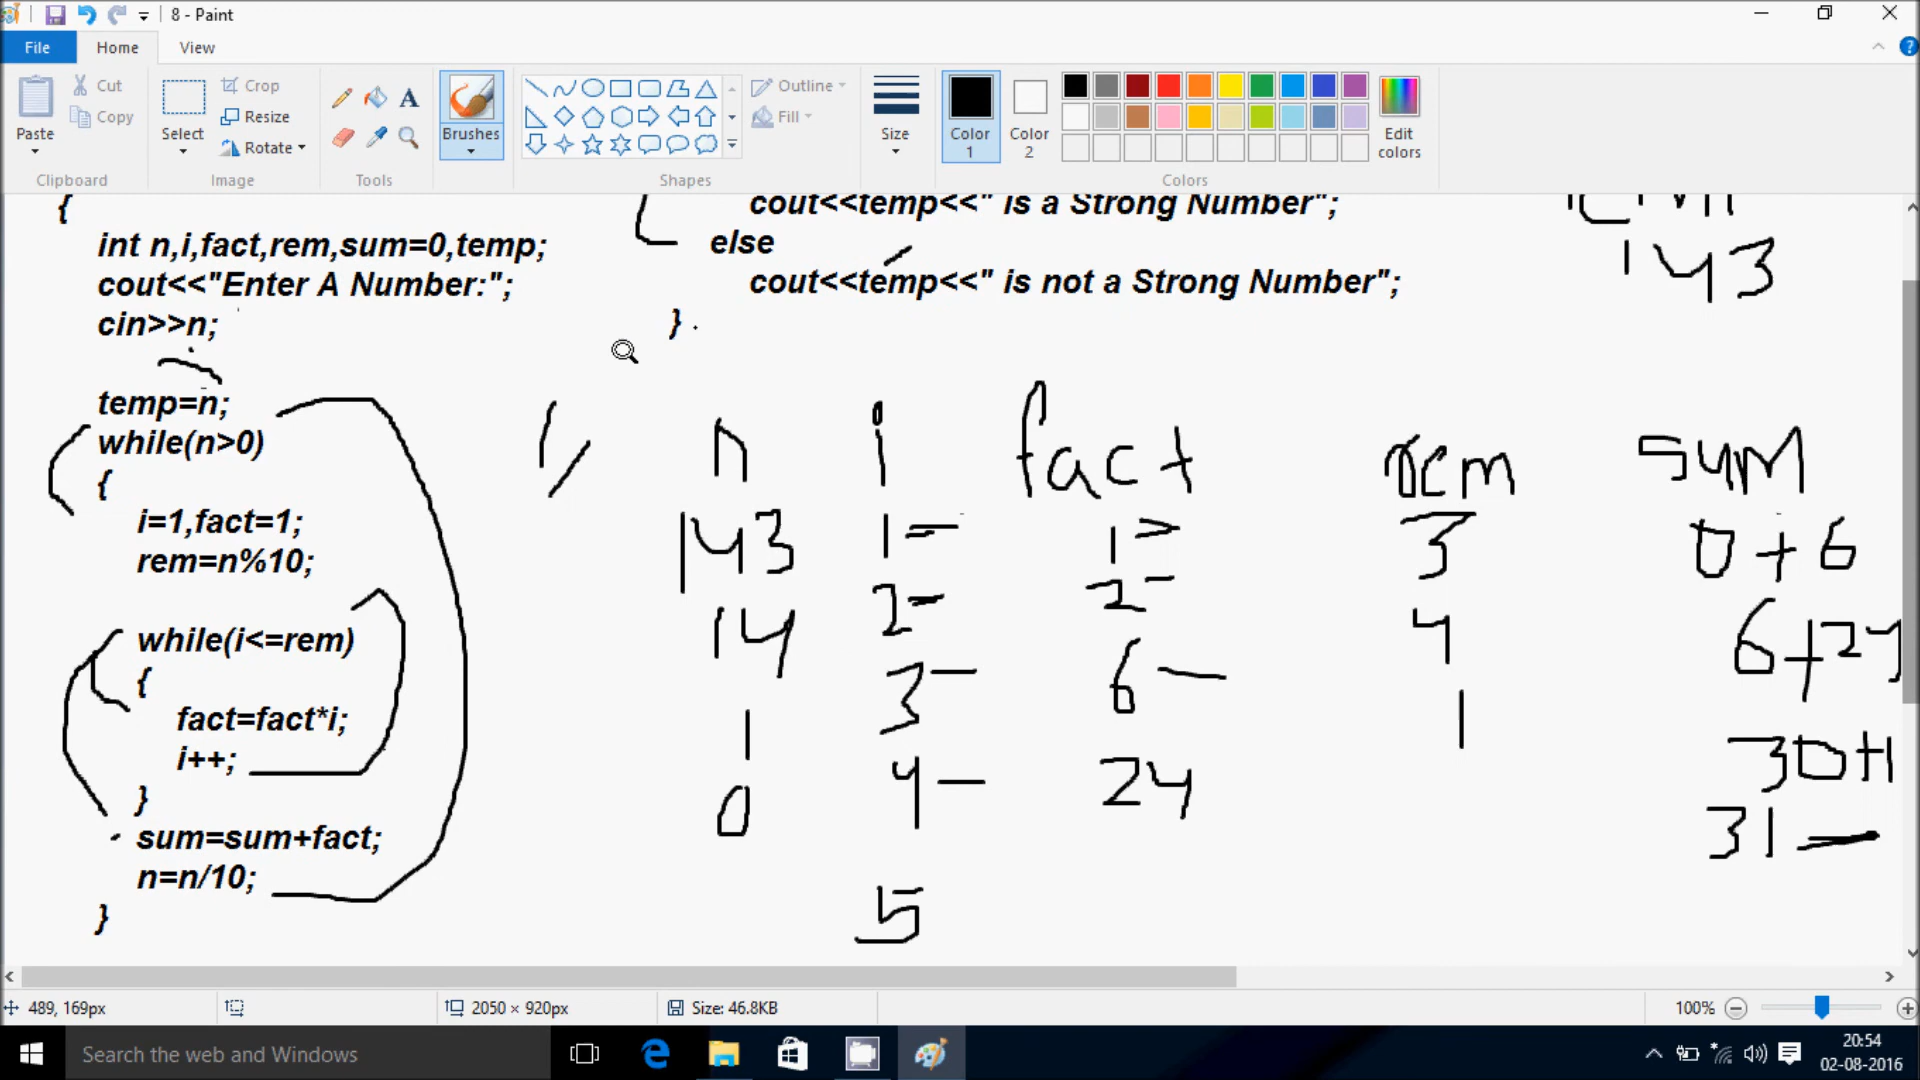 8 - Paint
File Home View
Paste
Cut
Copy
Clipboard
Select
Crop
Resize
Rotate
Image
A
Tools
Brushes
Shapes
Outline
Fill
Size
Color 1
Color 2
Edit colors
Colors
{
int n,i,fact,rem,sum=0,temp;
cout<<"Enter A Number:";
cin>>n;
temp=n;
while(n>0)
{
i=1,fact=1;
rem=n%10;
while(i<=rem)
{
fact=fact*i;
i++;
}
sum=sum+fact;
n=n/10;
}
cout<<temp<<" is a Strong Number";
else
cout<<temp<<" is not a Strong Number";
}
143
n i fact rem sum
143 1 1 3 0+6
14 2 2 4 6+24
1 3 6 1 30+1
0 4 24 31
5
489, 169px
2050 × 920px
Size: 46.8KB
100%
Search the web and Windows
20:54
02-08-2016